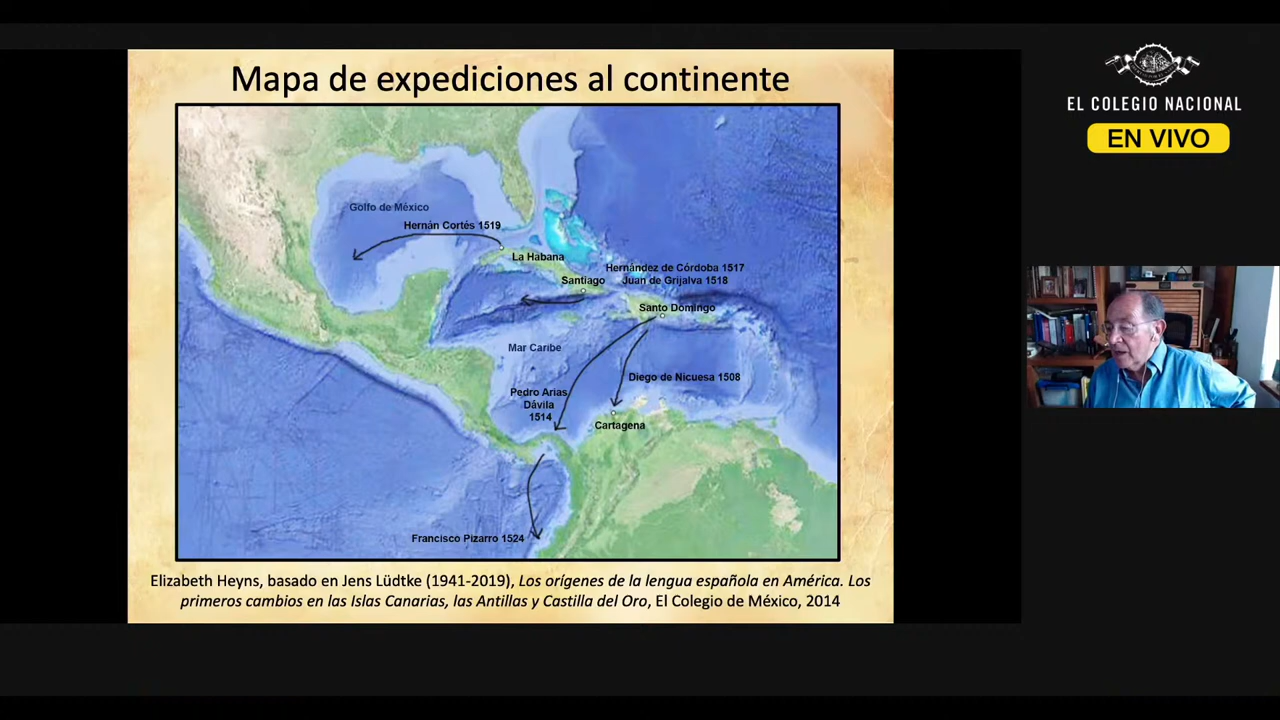 Mapa de expediciones al continente
EL COLEGIO NACIONAL
EN VIVO
Golfo de México
Hernán Cortés 1519
La Habana
Hernández de Córdoba 1517
Santiago
Juan de Grijalva 1518
Santo Domingo
Mar Caribe
Diego de Nicuesa 1508
Pedro Arias
Dávila
1514
Cartagena
Francisco Pizarro 1524
Elizabeth Heyns, basado en Jens Lüdtke (1941-2019), Los orígenes de la lengua española en América. Los
primeros cambios en las Islas Canarias, las Antillas y Castilla del Oro, El Colegio de México, 2014